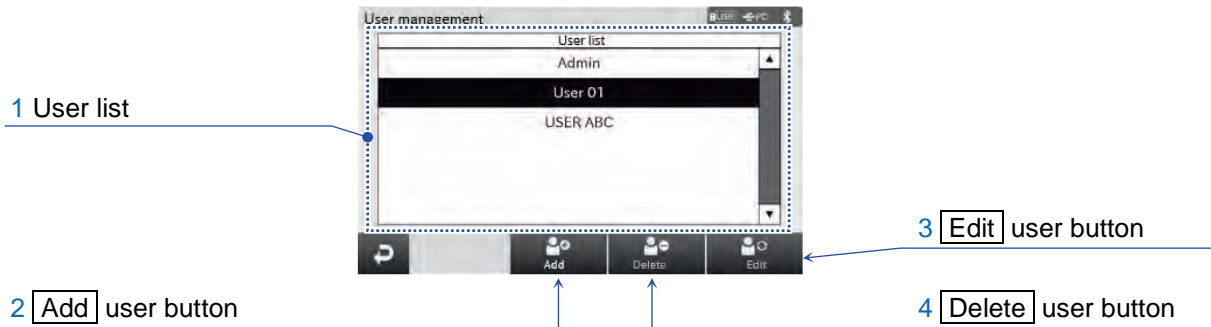 User management
USB PC
User list
Admin
User 01
USER ABC
Add Delete Edit
1 User list
3 Edit user button
2 Add user button
4 Delete user button